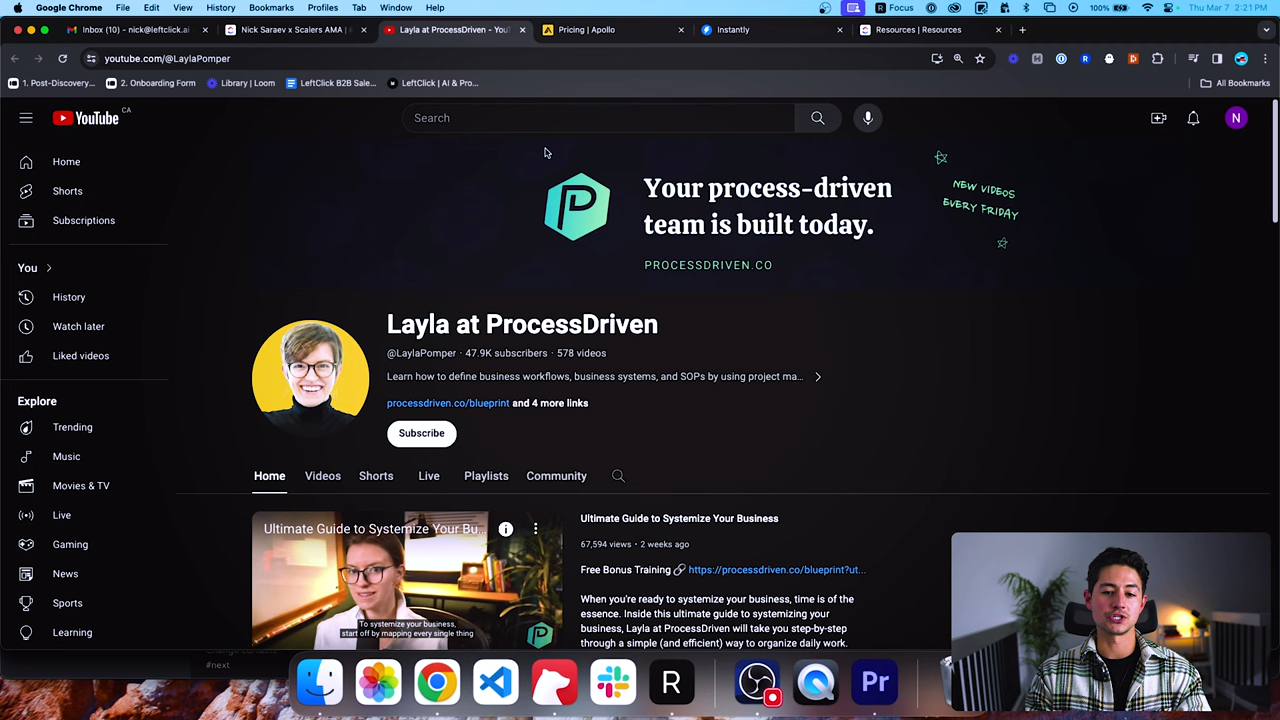 Google Chrome File Edit View History Bookmarks Profiles Tab Window Help
Focus 100% Thu Mar 7 2:21 PM
Inbox (10) - nick@leftclick.ai
Nick Saraev x Scalers AMA |
Layla at ProcessDriven - YouT
Pricing | Apollo
Instantly
Resources | Resources
youtube.com/@LaylaPomper
1. Post-Discovery...
2. Onboarding Form
Library | Loom
LeftClick B2B Sale...
LeftClick | AI & Pro...
All Bookmarks
YouTube CA
Search
N
Home
Shorts
Subscriptions
You
History
Watch later
Liked videos
Explore
Trending
Music
Movies & TV
Live
Gaming
News
Sports
Learning
Your process-driven
team is built today.
PROCESSDRIVEN.CO
NEW VIDEOS
EVERY FRIDAY
Layla at ProcessDriven
@LaylaPomper · 47.9K subscribers · 578 videos
Learn how to define business workflows, business systems, and SOPs by using project ma...
processdriven.co/blueprint and 4 more links
Subscribe
Home Videos Shorts Live Playlists Community
Ultimate Guide to Systemize Your Bu...
To systemize your business,
start off by mapping every single thing
Ultimate Guide to Systemize Your Business
67,594 views • 2 weeks ago
Free Bonus Training https://processdriven.co/blueprint?ut...
When you're ready to systemize your business, time is of the
essence. Inside this ultimate guide to systemizing your
business, Layla at ProcessDriven will take you step-by-step
through a simple (and efficient) way to organize daily work.
#next
R
Pr